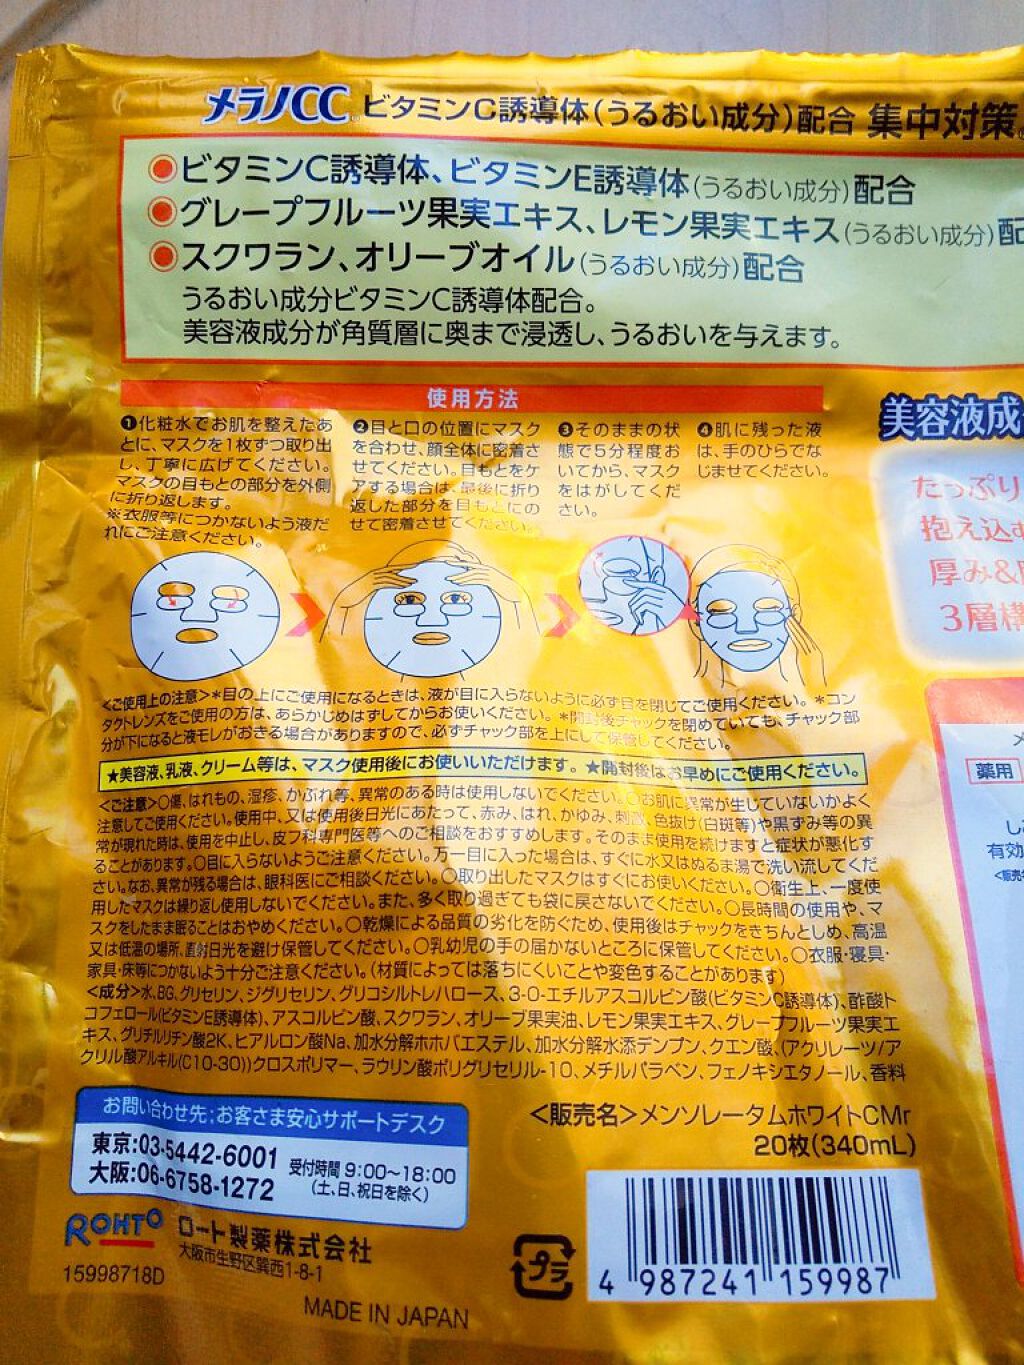 メラノCC ビタミンC誘導体(うるおい成分)配合 集中対策
●ビタミンC誘導体、ビタミンE誘導体(うるおい成分)配合
●グレープフルーツ果実エキス、レモン果実エキス(うるおい成分)配
●スクワラン、オリーブオイル(うるおい成分)配合
うるおい成分ビタミンC誘導体配合。
美容液成分が角質層に奥まで浸透し、うるおいを与えます。
使用方法
❶化粧水でお肌を整えたあ
とに、マスクを1枚ずつ取り出
し、丁寧に広げてください。
マスクの目もとの部分を外側
に折り返します。
※衣服等につかないよう液だ
れにご注意ください。
❷目と口の位置にマスク
を合わせ、顔全体に密着さ
せてください。目もとをケ
アする場合は、最後に折り
返した部分を目もとにの
せて密着させてください。
❸そのままの状
態で5分程度お
いてから、マスク
をはがしてくだ
さい。
❹肌に残った液
は、手のひらでな
じませてください。
美容液成
たっぷり
抱え込む
厚み&
3層構
<ご使用上の注意>*目の上にご使用になるときは、液が目に入らないように必ず目を閉じてご使用ください。*コン
タクトレンズをご使用の方は、あらかじめはずしてからお使いください。*開封後チャックを閉めていても、チャック部
分が下になると液モレがおきる場合がありますので、必ずチャック部を上にして保管してください。
★美容液、乳液、クリーム等は、マスク使用後にお使いいただけます。★開封後はお早めにご使用ください。
薬用
有効
<販売
<ご注意>○傷、はれもの、湿疹、かぶれ等、異常のある時は使用しないでください。○お肌に異常が生じていないかよく
注意してご使用ください。使用中、又は使用後日光にあたって、赤み、はれ、かゆみ、刺激、色抜け(白斑等)や黒ずみ等の異
常が現れた時は、使用を中止し、皮フ科専門医等へのご相談をおすすめします。そのまま使用を続けますと症状が悪化す
ることがあります。○目に入らないようご注意ください。万一目に入った場合は、すぐに水又はぬるま湯で洗い流してくだ
さい。なお、異常が残る場合は、眼科医にご相談ください。○取り出したマスクはすぐにお使いください。○衛生上、一度使
用したマスクは繰り返し使用しないでください。また、多く取り過ぎても袋に戻さないでください。○長時間の使用や、マ
スクをしたまま眠ることはおやめください。○乾燥による品質の劣化を防ぐため、使用後はチャックをきちんとしめ、高温
又は低温の場所、直射日光を避け保管してください。○乳幼児の手の届かないところに保管してください。○衣服・寝具・
家具・床等につかないよう十分ご注意ください。(材質によっては落ちにくいことや変色することがあります)
<成分>水、BG、グリセリン、ジグリセリン、グリコシルトレハロース、3-O-エチルアスコルビン酸(ビタミンC誘導体)、酢酸ト
コフェロール(ビタミンE誘導体)、アスコルビン酸、スクワラン、オリーブ果実油、レモン果実エキス、グレープフルーツ果実エ
キス、グリチルリチン酸2K、ヒアルロン酸Na、加水分解ホホバエステル、加水分解水添デンプン、クエン酸、(アクリレーツ/ア
クリル酸アルキル(C10-30))クロスポリマー、ラウリン酸ポリグリセリル-10、メチルパラベン、フェノキシエタノール、香料
お問い合わせ先:お客さま安心サポートデスク
東京:03-5442-6001
大阪:06-6758-1272
受付時間 9:00~18:00
(土、日、祝日を除く)
<販売名>メンソレータムホワイトCMr
20枚(340mL)
ROHTO ロート製薬株式会社
大阪市生野区巽西1-8-1
15998718D
MADE IN JAPAN
プラ
4 987241 159987